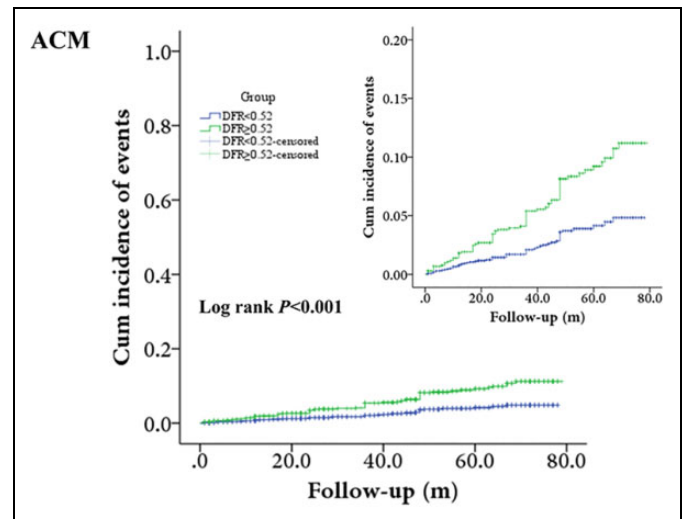 ACM
Cum incidence of events
1.0
0.8
0.6
0.4
0.2
0.0
Group
DFR<0.52
DFR≥0.52
DFR<0.52-censored
DFR≥0.52-censored
Log rank P<0.001
.0 20.0 40.0 60.0 80.0
Follow-up (m)
Cum incidence of events
0.20
0.15
0.10
0.05
0.00
.0 20.0 40.0 60.0 80.0
Follow-up (m)